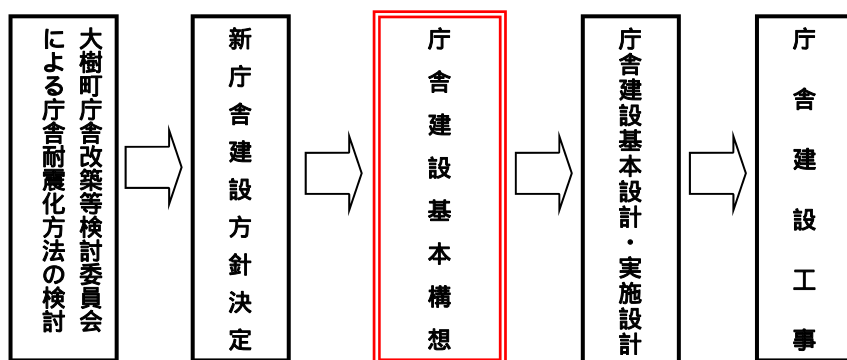 大樹町庁舎改築等検討委員会
による庁舎耐震化方法の検討
新庁舎建設方針決定
庁舎建設基本構想
庁舎建設基本設計・実施設計
庁舎建設工事